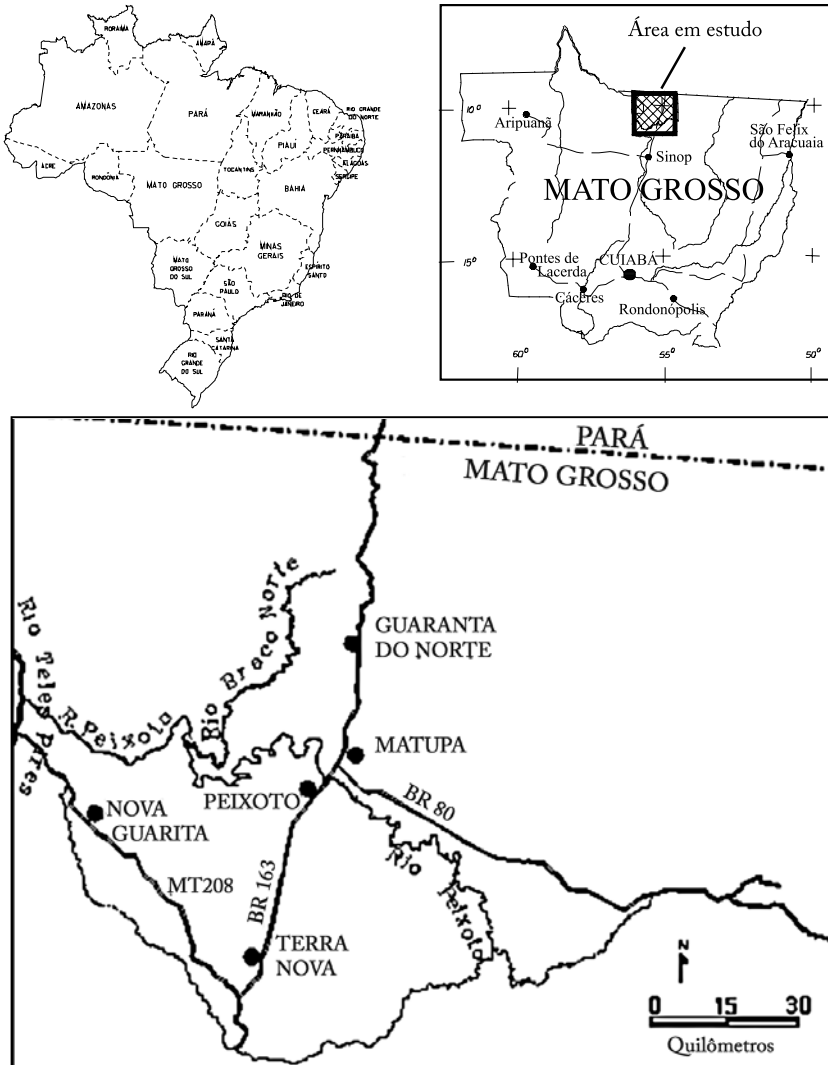 RORAIMA
AMAPÁ
AMAZONAS
PARÁ
MARANHÃO
CEARÁ
RIO GRANDE
DO NORTE
PARAÍBA
PIAUÍ
PERNAMBUCO
ALAGOAS
SERGIPE
ACRE
RONDÔNIA
MATO GROSSO
TOCANTINS
BAHIA
GOIÁS
MATO
GROSSO
DO SUL
MINAS
GERAIS
ESPÍRITO
SANTO
SÃO
PAULO
RIO DE
JANEIRO
PARANÁ
SANTA
CATARINA
RIO
GRANDE
DO SUL
Área em estudo
10°
Aripuanã
São Felix
do Aracuaia
Sinop
MATO GROSSO
15°
Pontes de
Lacerda
CUIABÁ
Cáceres
Rondonópolis
60°
55°
50°
PARÁ
MATO GROSSO
Rio Braco Norte
Rio Teles Pires
R. Peixoto
GUARANTA
DO NORTE
MATUPA
PEIXOTO
BR 80
NOVA
GUARITA
MT208
BR 163
Rio Peixoto
TERRA
NOVA
N
0 15 30
Quilômetros